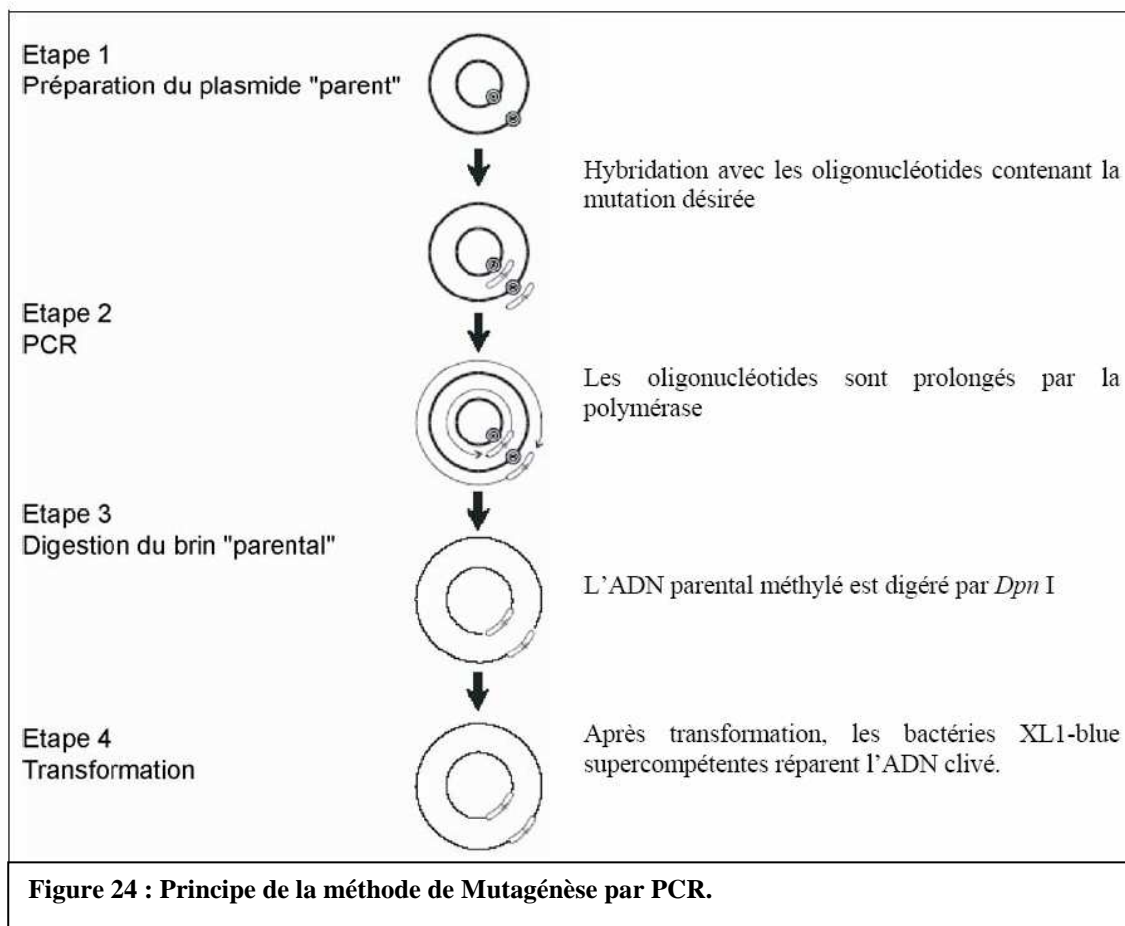 Etape 1
Préparation du plasmide "parent"
Hybridation avec les oligonucléotides contenant la
mutation désirée
Etape 2
PCR
Les oligonucléotides sont prolongés par la
polymérase
Etape 3
Digestion du brin "parental"
L'ADN parental méthylé est digéré par Dpn I
Etape 4
Transformation
Après transformation, les bactéries XL1-blue
supercompétentes réparent l'ADN clivé.
Figure 24 : Principe de la méthode de Mutagénèse par PCR.